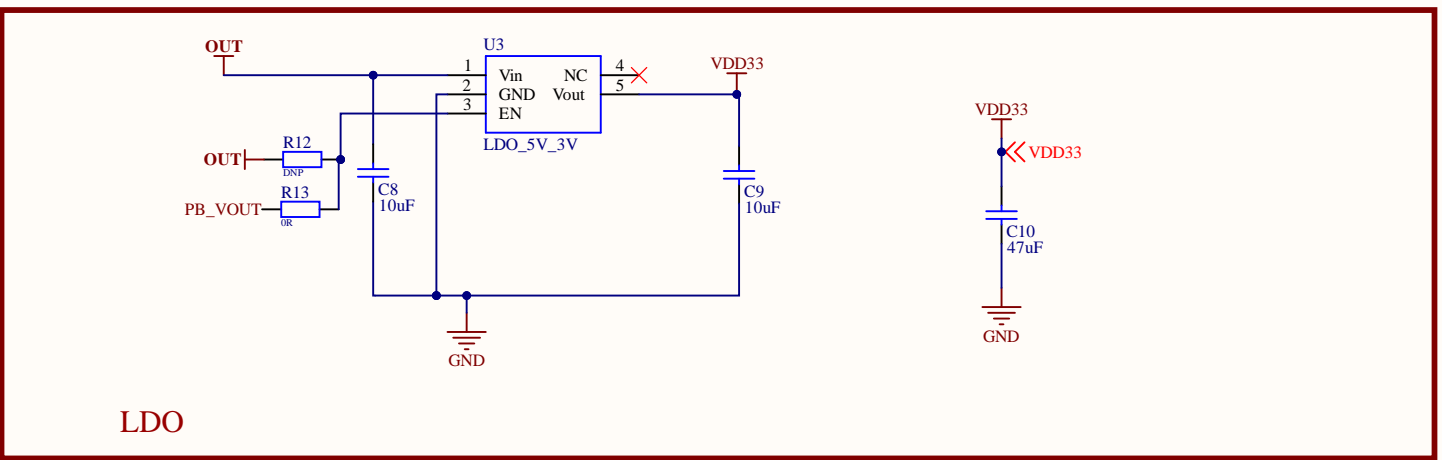 OUT
U3
1
Vin
NC
4
2
GND
Vout
5
3
EN
LDO_5V_3V
VDD33
OUT
R12
DNP
R13
PB_VOUT
0R
C8
10uF
C9
10uF
GND
VDD33
VDD33
C10
47uF
GND
LDO